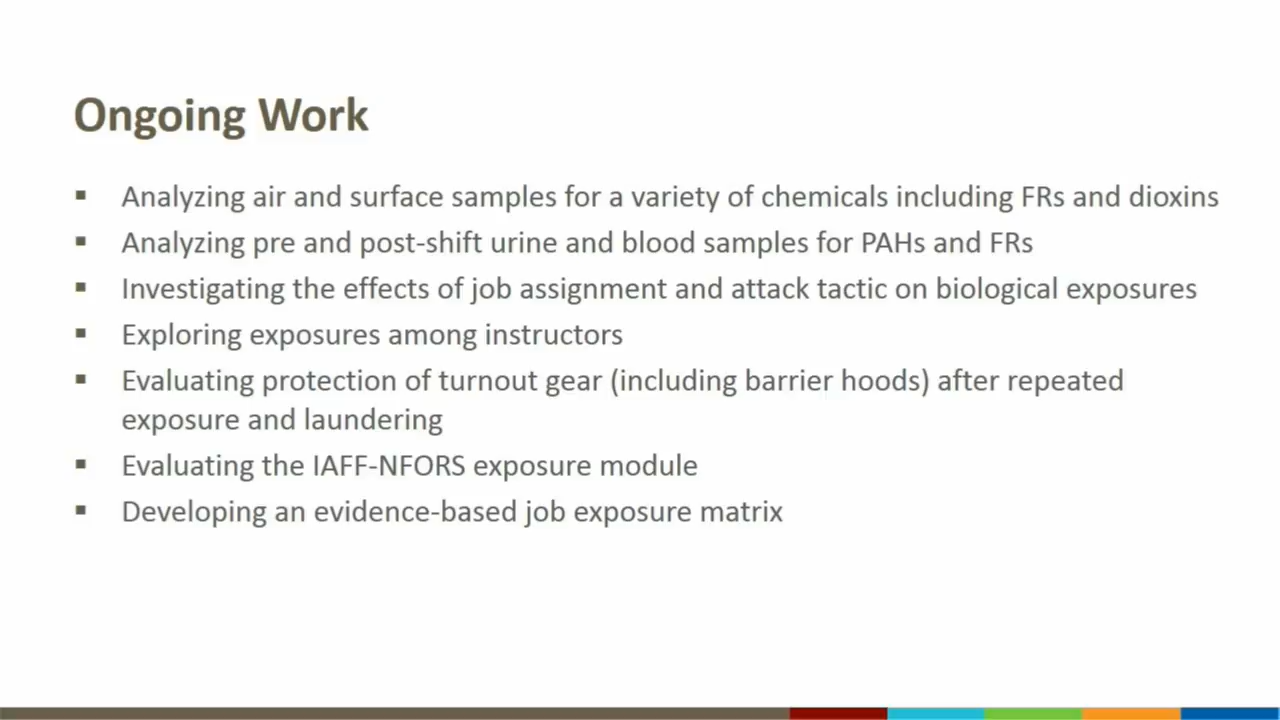 Ongoing Work
▪ Analyzing air and surface samples for a variety of chemicals including FRs and dioxins
▪ Analyzing pre and post-shift urine and blood samples for PAHs and FRs
▪ Investigating the effects of job assignment and attack tactic on biological exposures
▪ Exploring exposures among instructors
▪ Evaluating protection of turnout gear (including barrier hoods) after repeated
exposure and laundering
▪ Evaluating the IAFF-NFORS exposure module
▪ Developing an evidence-based job exposure matrix